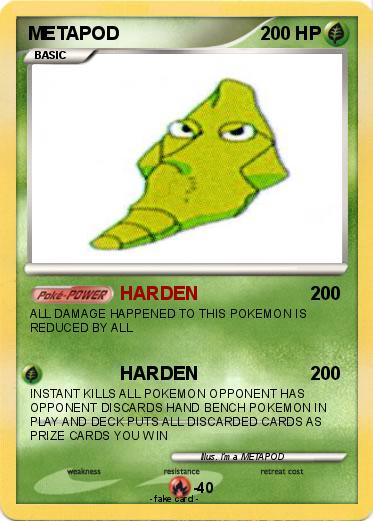 METAPOD 200 HP
BASIC
Poké-POWER HARDEN 200
ALL DAMAGE HAPPENED TO THIS POKEMON IS
REDUCED BY ALL
HARDEN 200
INSTANT KILLS ALL POKEMON OPPONENT HAS
OPPONENT DISCARDS HAND BENCH POKEMON IN
PLAY AND DECK PUTS ALL DISCARDED CARDS AS
PRIZE CARDS YOU WIN
Illus. I'm a METAPOD
weakness resistance retreat cost
-40
- fake card -